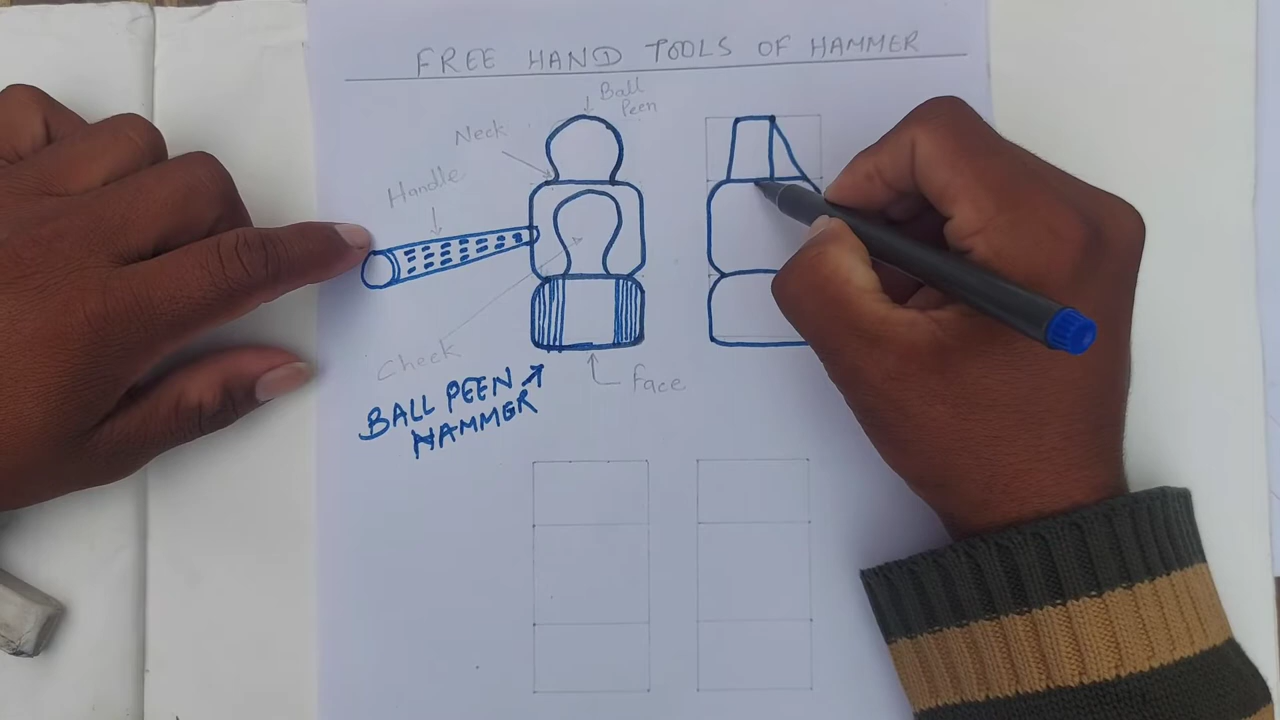 FREE HAND TOOLS OF HAMMER
Ball
Peen
Neck
Handle
Cheek
face
BALL PEEN
HAMMER